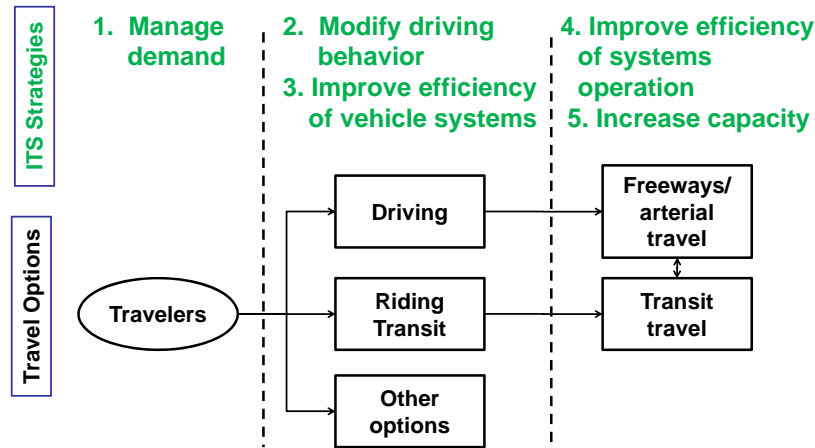 ITS Strategies
1. Manage
demand
2. Modify driving
behavior
3. Improve efficiency
of vehicle systems
4. Improve efficiency
of systems
operation
5. Increase capacity
Travel Options
Travelers
Driving
Riding
Transit
Other
options
Freeways/
arterial
travel
Transit
travel